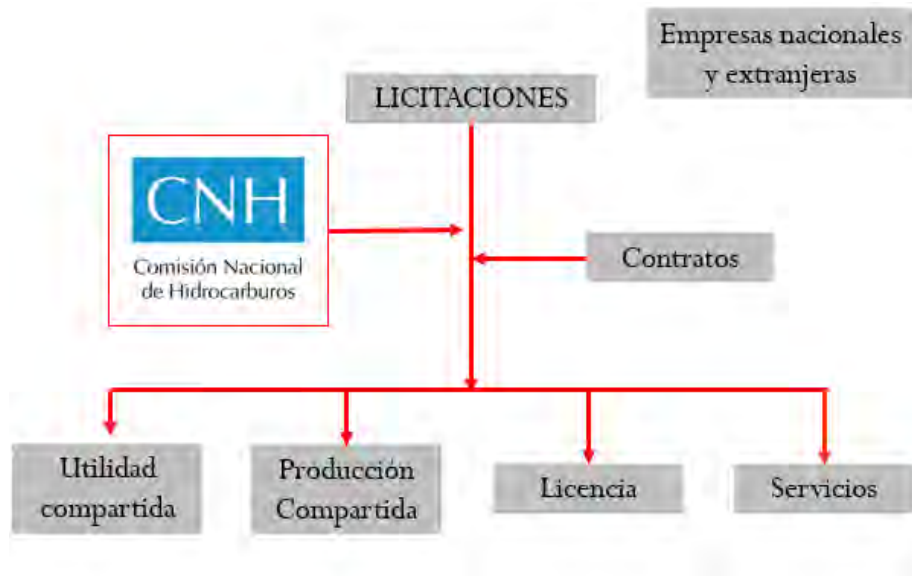 Empresas nacionales
y extranjeras
LICITACIONES
CNH
Comisión Nacional
de Hidrocarburos
Contratos
Utilidad
compartida
Producción
Compartida
Licencia
Servicios